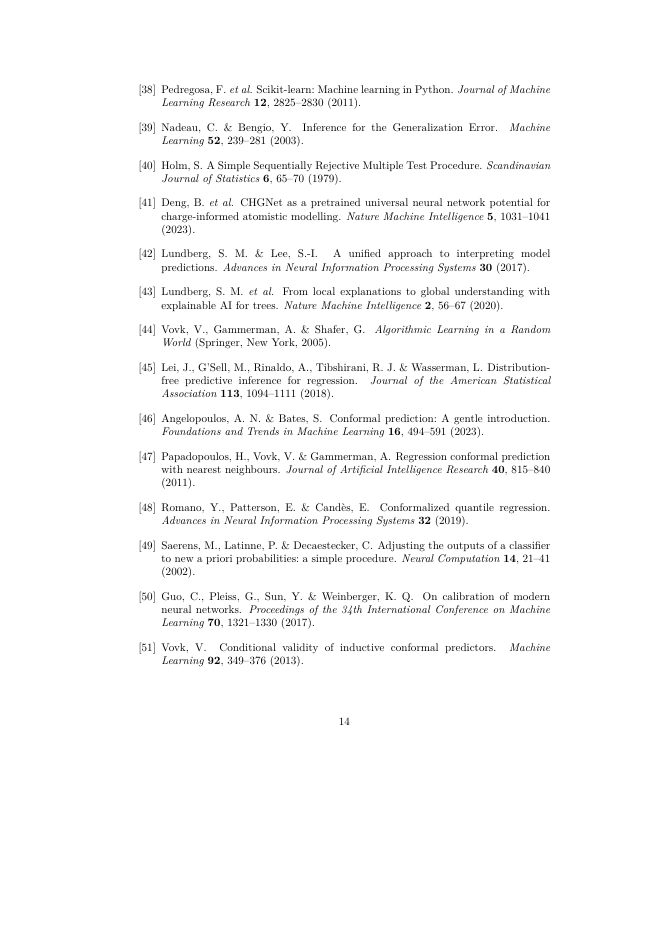 [38] Pedregosa, F. et al. Scikit-learn: Machine learning in Python. Journal of Machine
Learning Research 12, 2825–2830 (2011).
[39] Nadeau, C. & Bengio, Y. Inference for the Generalization Error. Machine
Learning 52, 239–281 (2003).
[40] Holm, S. A Simple Sequentially Rejective Multiple Test Procedure. Scandinavian
Journal of Statistics 6, 65–70 (1979).
[41] Deng, B. et al. CHGNet as a pretrained universal neural network potential for
charge-informed atomistic modelling. Nature Machine Intelligence 5, 1031–1041
(2023).
[42] Lundberg, S. M. & Lee, S.-I. A unified approach to interpreting model
predictions. Advances in Neural Information Processing Systems 30 (2017).
[43] Lundberg, S. M. et al. From local explanations to global understanding with
explainable AI for trees. Nature Machine Intelligence 2, 56–67 (2020).
[44] Vovk, V., Gammerman, A. & Shafer, G. Algorithmic Learning in a Random
World (Springer, New York, 2005).
[45] Lei, J., G'Sell, M., Rinaldo, A., Tibshirani, R. J. & Wasserman, L. Distribution-
free predictive inference for regression. Journal of the American Statistical
Association 113, 1094–1111 (2018).
[46] Angelopoulos, A. N. & Bates, S. Conformal prediction: A gentle introduction.
Foundations and Trends in Machine Learning 16, 494–591 (2023).
[47] Papadopoulos, H., Vovk, V. & Gammerman, A. Regression conformal prediction
with nearest neighbours. Journal of Artificial Intelligence Research 40, 815–840
(2011).
[48] Romano, Y., Patterson, E. & Candès, E. Conformalized quantile regression.
Advances in Neural Information Processing Systems 32 (2019).
[49] Saerens, M., Latinne, P. & Decaestecker, C. Adjusting the outputs of a classifier
to new a priori probabilities: a simple procedure. Neural Computation 14, 21–41
(2002).
[50] Guo, C., Pleiss, G., Sun, Y. & Weinberger, K. Q. On calibration of modern
neural networks. Proceedings of the 34th International Conference on Machine
Learning 70, 1321–1330 (2017).
[51] Vovk, V. Conditional validity of inductive conformal predictors. Machine
Learning 92, 349–376 (2013).
14